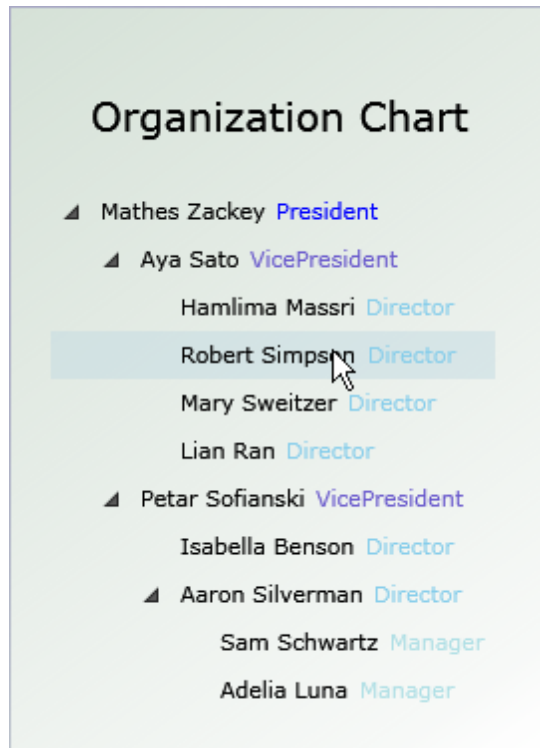 Organization Chart
Mathes Zackey President
Aya Sato VicePresident
Hamlima Massri Director
Robert Simpson Director
Mary Sweitzer Director
Lian Ran Director
Petar Sofianski VicePresident
Isabella Benson Director
Aaron Silverman Director
Sam Schwartz Manager
Adelia Luna Manager